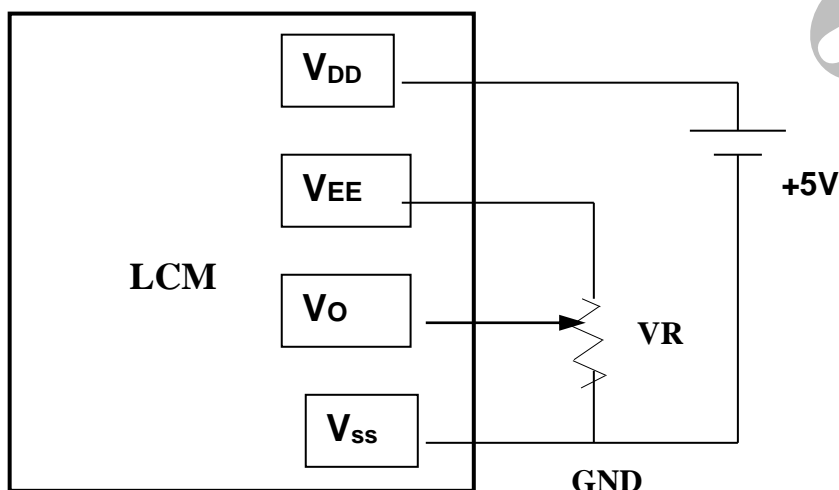 VDD
VEE
+5V
LCM
VO
VR
Vss
GND